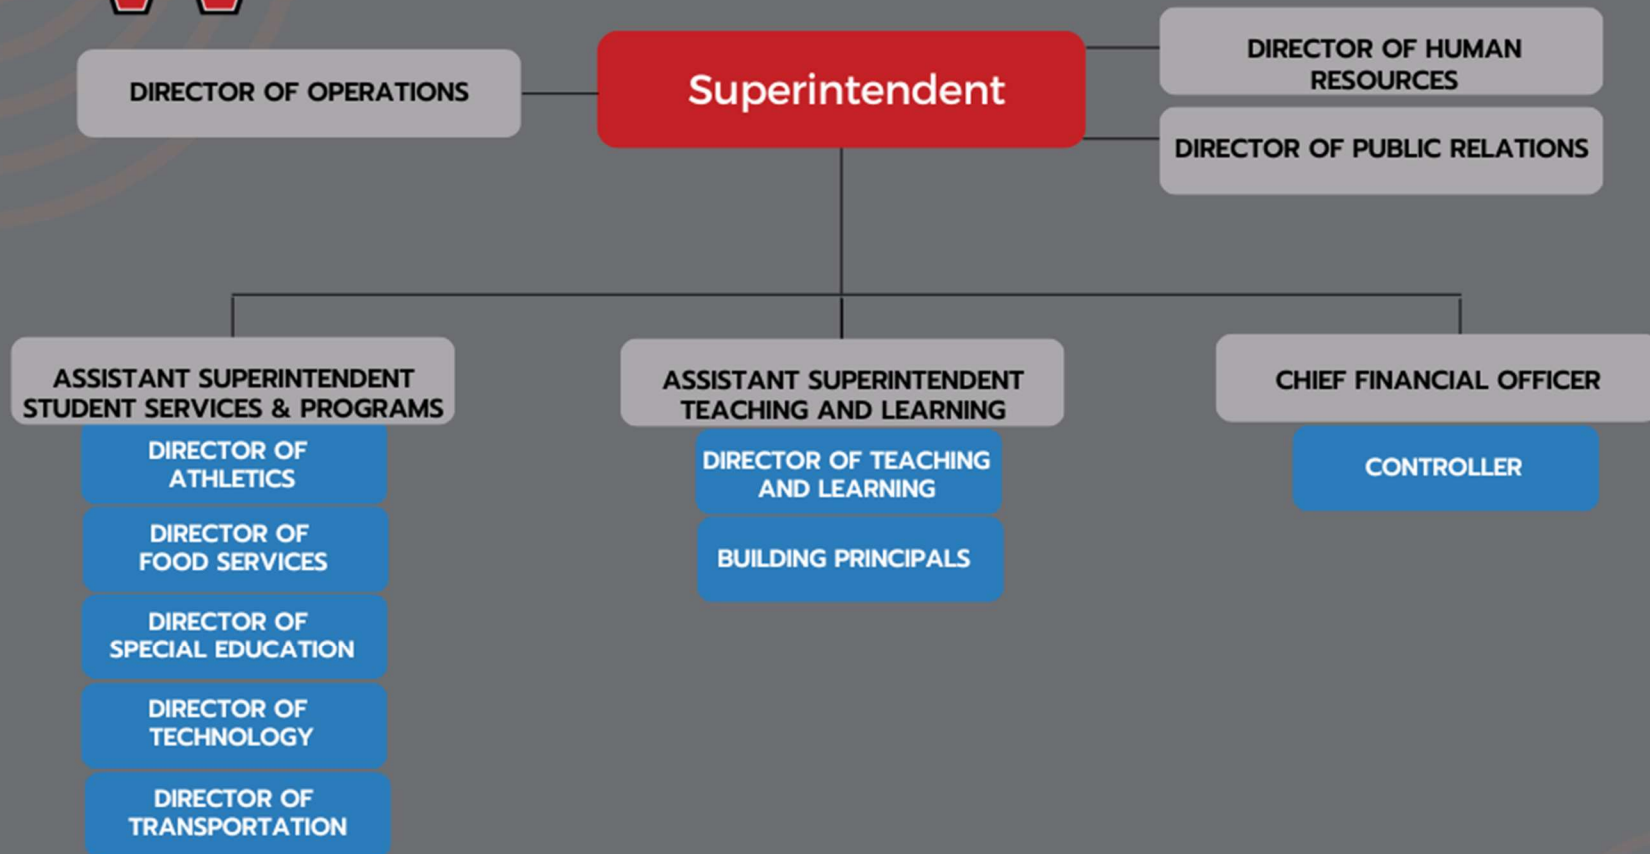 DIRECTOR OF OPERATIONS
Superintendent
DIRECTOR OF HUMAN
RESOURCES
DIRECTOR OF PUBLIC RELATIONS
ASSISTANT SUPERINTENDENT
STUDENT SERVICES & PROGRAMS
DIRECTOR OF
ATHLETICS
DIRECTOR OF
FOOD SERVICES
DIRECTOR OF
SPECIAL EDUCATION
DIRECTOR OF
TECHNOLOGY
DIRECTOR OF
TRANSPORTATION
ASSISTANT SUPERINTENDENT
TEACHING AND LEARNING
DIRECTOR OF TEACHING
AND LEARNING
BUILDING PRINCIPALS
CHIEF FINANCIAL OFFICER
CONTROLLER